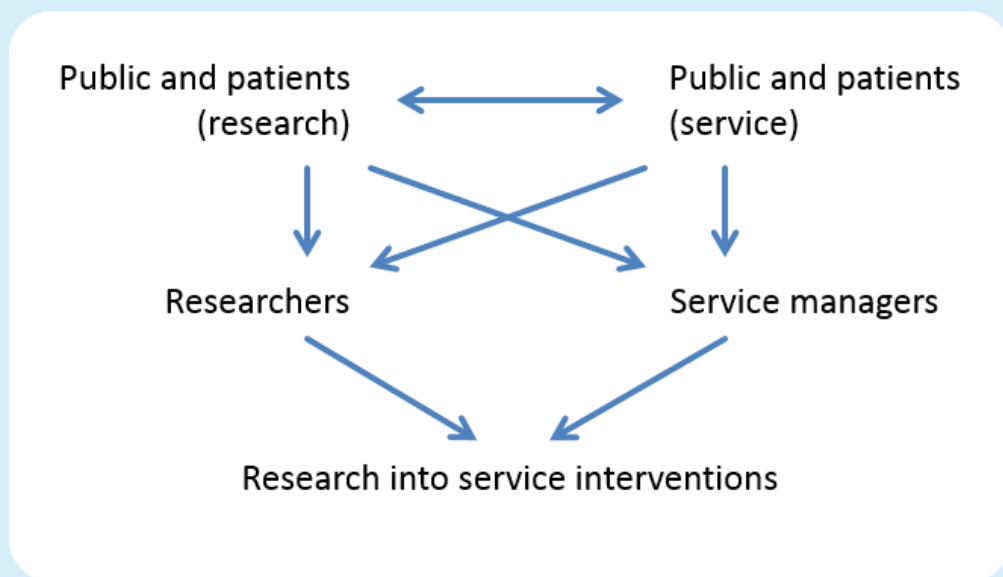 Public and patients
(research)
Public and patients
(service)
Researchers
Service managers
Research into service interventions